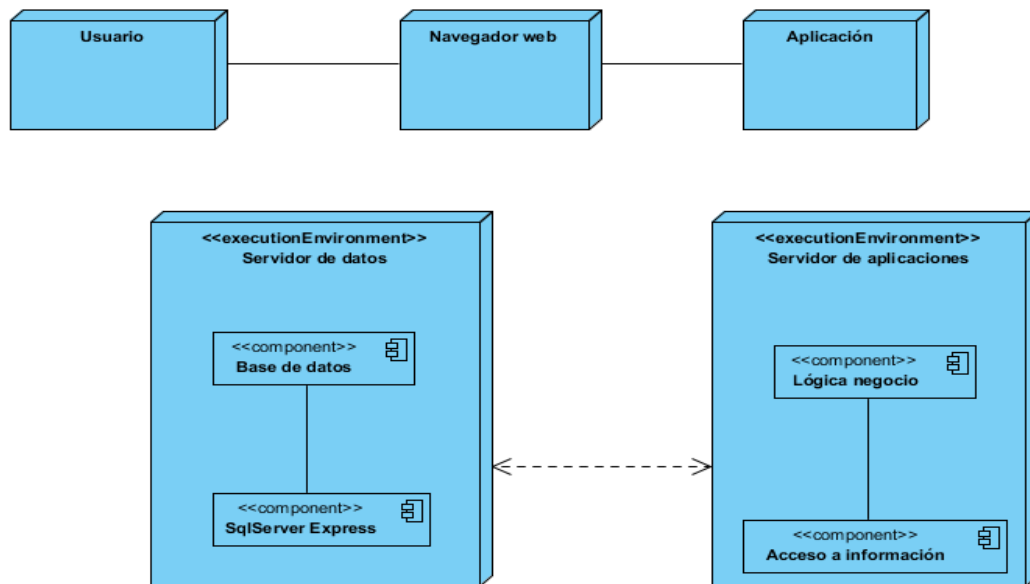 Usuario
Navegador web
Aplicación
<<executionEnvironment>>
Servidor de datos
<<component>>
Base de datos
<<component>>
SqlServer Express
<<executionEnvironment>>
Servidor de aplicaciones
<<component>>
Lógica negocio
<<component>>
Acceso a información